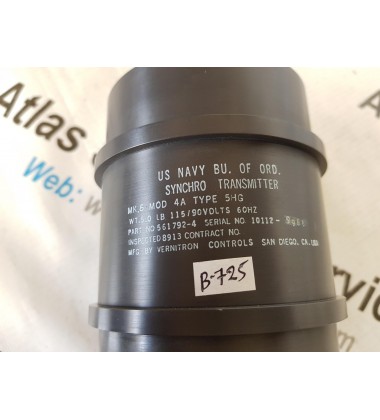 Atlas
Web: w
US NAVY BU. OF ORD.
SYNCHRO TRANSMITTER
MK.6 MOD 4A TYPE 5HG
WT.5.0 LB 115/90VOLTS 60HZ
PART NO 561792-4 SERIAL NO. 10112-
INSPECTED 8913 CONTRACT NO.
MFG BY VERNITRON CONTROLS SAN DIEGO, CA. USA
B-725